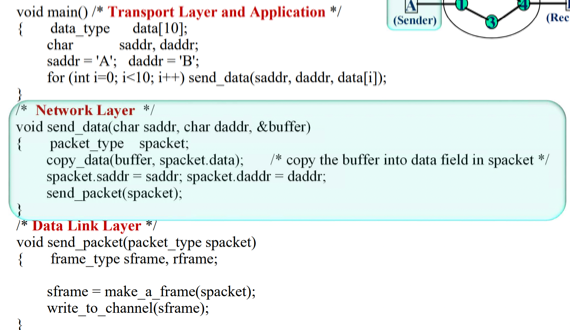 void main() /* Transport Layer and Application */
{ data_type data[10];
char saddr, daddr;
saddr = 'A'; daddr = 'B';
for (int i=0; i<10; i++) send_data(saddr, daddr, data[i]);
}
/* Network Layer */
void send_data(char saddr, char daddr, &buffer)
{ packet_type spacket;
copy_data(buffer, spacket.data); /* copy the buffer into data field in spacket */
spacket.saddr = saddr; spacket.daddr = daddr;
send_packet(spacket);
}
/* Data Link Layer */
void send_packet(packet_type spacket)
{ frame_type sframe, rframe;
sframe = make_a_frame(spacket);
write_to_channel(sframe);
}
A
(Sender)
3
(Rec